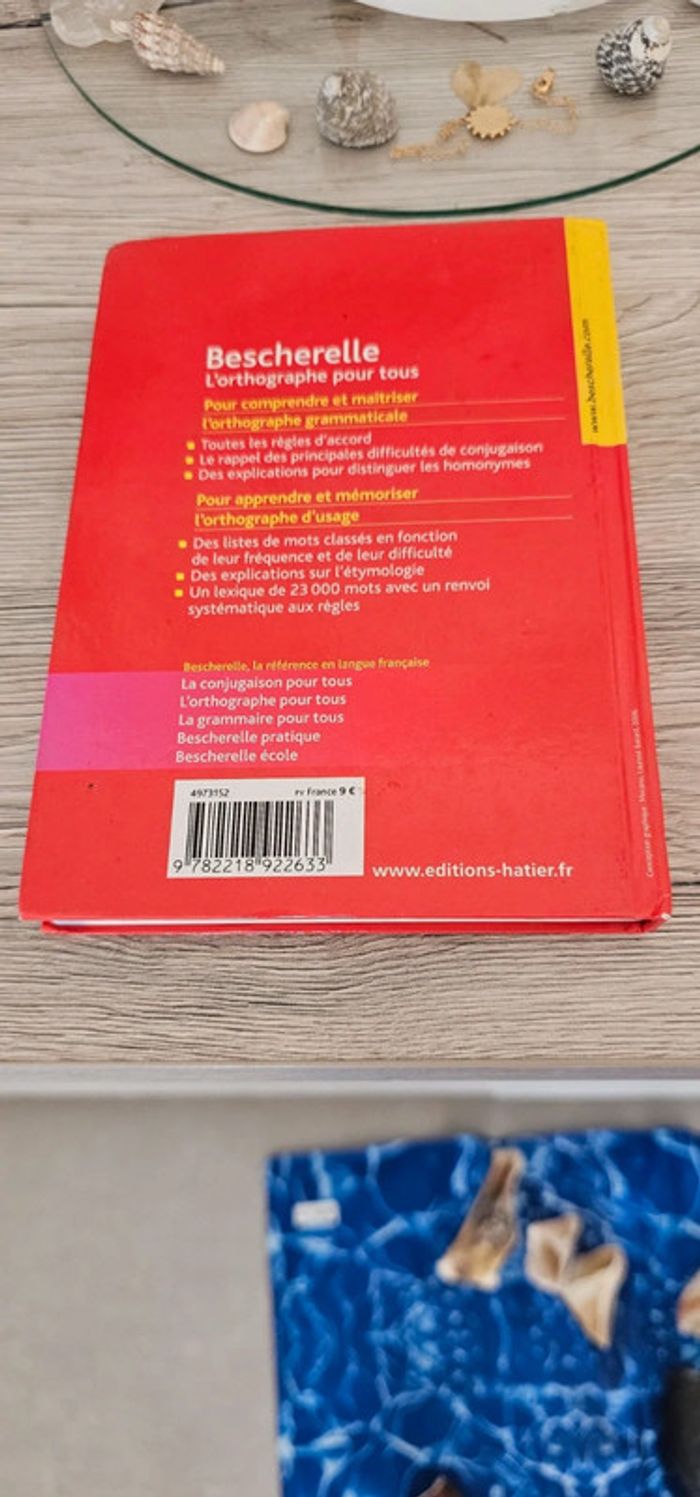 www.bescherelle.com
Bescherelle
L'orthographe pour tous
Pour comprendre et maîtriser
l'orthographe grammaticale
Toutes les règles d'accord
Le rappel des principales difficultés de conjugaison
Des explications pour distinguer les homonymes
Pour apprendre et mémoriser
l'orthographe d'usage
Des listes de mots classés en fonction
de leur fréquence et de leur difficulté
Des explications sur l'étymologie
Un lexique de 23 000 mots avec un renvoi
systématique aux règles
Bescherelle, la référence en langue française
La conjugaison pour tous
L'orthographe pour tous
La grammaire pour tous
Bescherelle pratique
Bescherelle école
4973152 PV France 9 €
9 782218 922633
www.editions-hatier.fr
Conception graphique